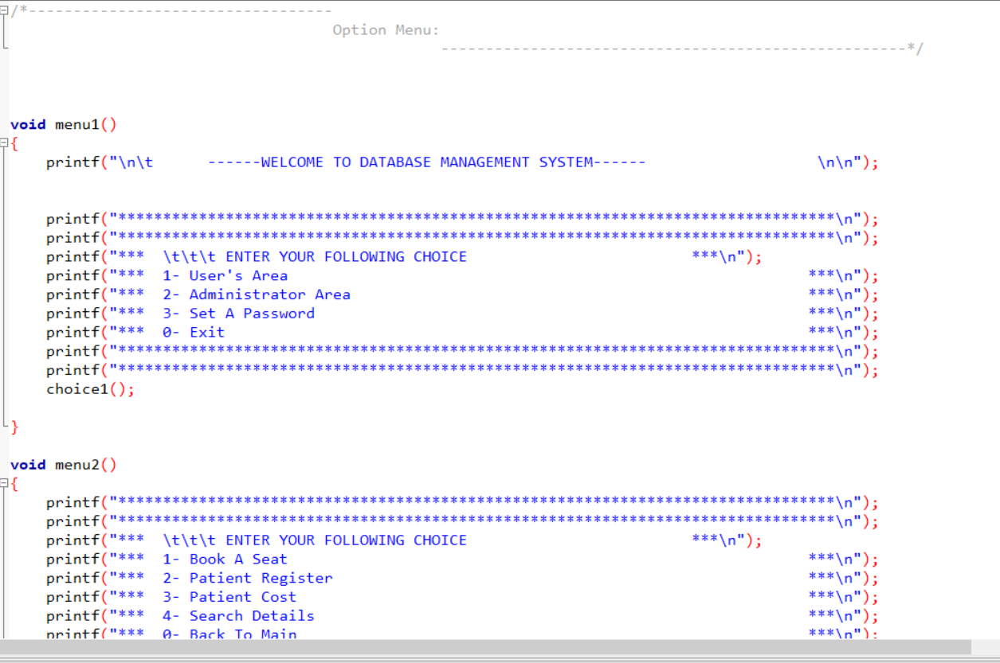 /*----------------------------------
Option Menu:
----------------------------------------------------*/
void menu1()
{
printf("\n\t      ------WELCOME TO DATABASE MANAGEMENT SYSTEM------                   \n\n");
printf("********************************************************************************\n");
printf("********************************************************************************\n");
printf("***  \t\t\t ENTER YOUR FOLLOWING CHOICE                         ***\n");
printf("***  1- User's Area                                                          ***\n");
printf("***  2- Administrator Area                                                   ***\n");
printf("***  3- Set A Password                                                       ***\n");
printf("***  0- Exit                                                                 ***\n");
printf("********************************************************************************\n");
printf("********************************************************************************\n");
choice1();
}
void menu2()
{
printf("********************************************************************************\n");
printf("********************************************************************************\n");
printf("***  \t\t\t ENTER YOUR FOLLOWING CHOICE                         ***\n");
printf("***  1- Book A Seat                                                          ***\n");
printf("***  2- Patient Register                                                     ***\n");
printf("***  3- Patient Cost                                                         ***\n");
printf("***  4- Search Details                                                       ***\n");
printf("***  0- Back To Main                                                         ***\n");